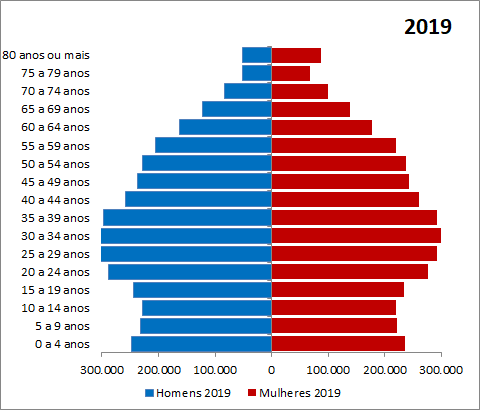 2019
80 anos ou mais
75 a 79 anos
70 a 74 anos
65 a 69 anos
60 a 64 anos
55 a 59 anos
50 a 54 anos
45 a 49 anos
40 a 44 anos
35 a 39 anos
30 a 34 anos
25 a 29 anos
20 a 24 anos
15 a 19 anos
10 a 14 anos
5 a 9 anos
0 a 4 anos
300.000 200.000 100.000 0 100.000 200.000 300.000
Homens 2019 Mulheres 2019